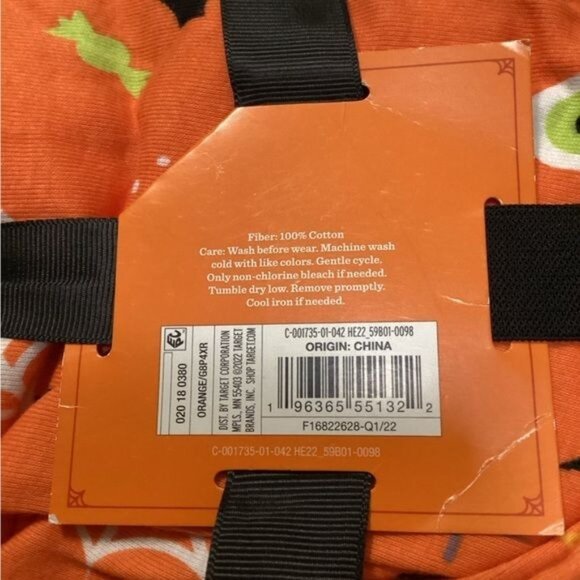 Fiber: 100% Cotton
Care: Wash before wear. Machine wash
cold with like colors. Gentle cycle.
Only non-chlorine bleach if needed.
Tumble dry low. Remove promptly.
Cool iron if needed.
020 18 0380
ORANGE/G8P4XR
DIST. BY TARGET CORPORATION
MPLS., MN 55403 ©2022 TARGET
BRANDS, INC. SHOP TARGET.COM
C-001735-01-042 HE22_59B01-0098
ORIGIN: CHINA
1 96365 55132 2
F16822628-Q1/22
C-001735-01-042 HE22_59B01-0098